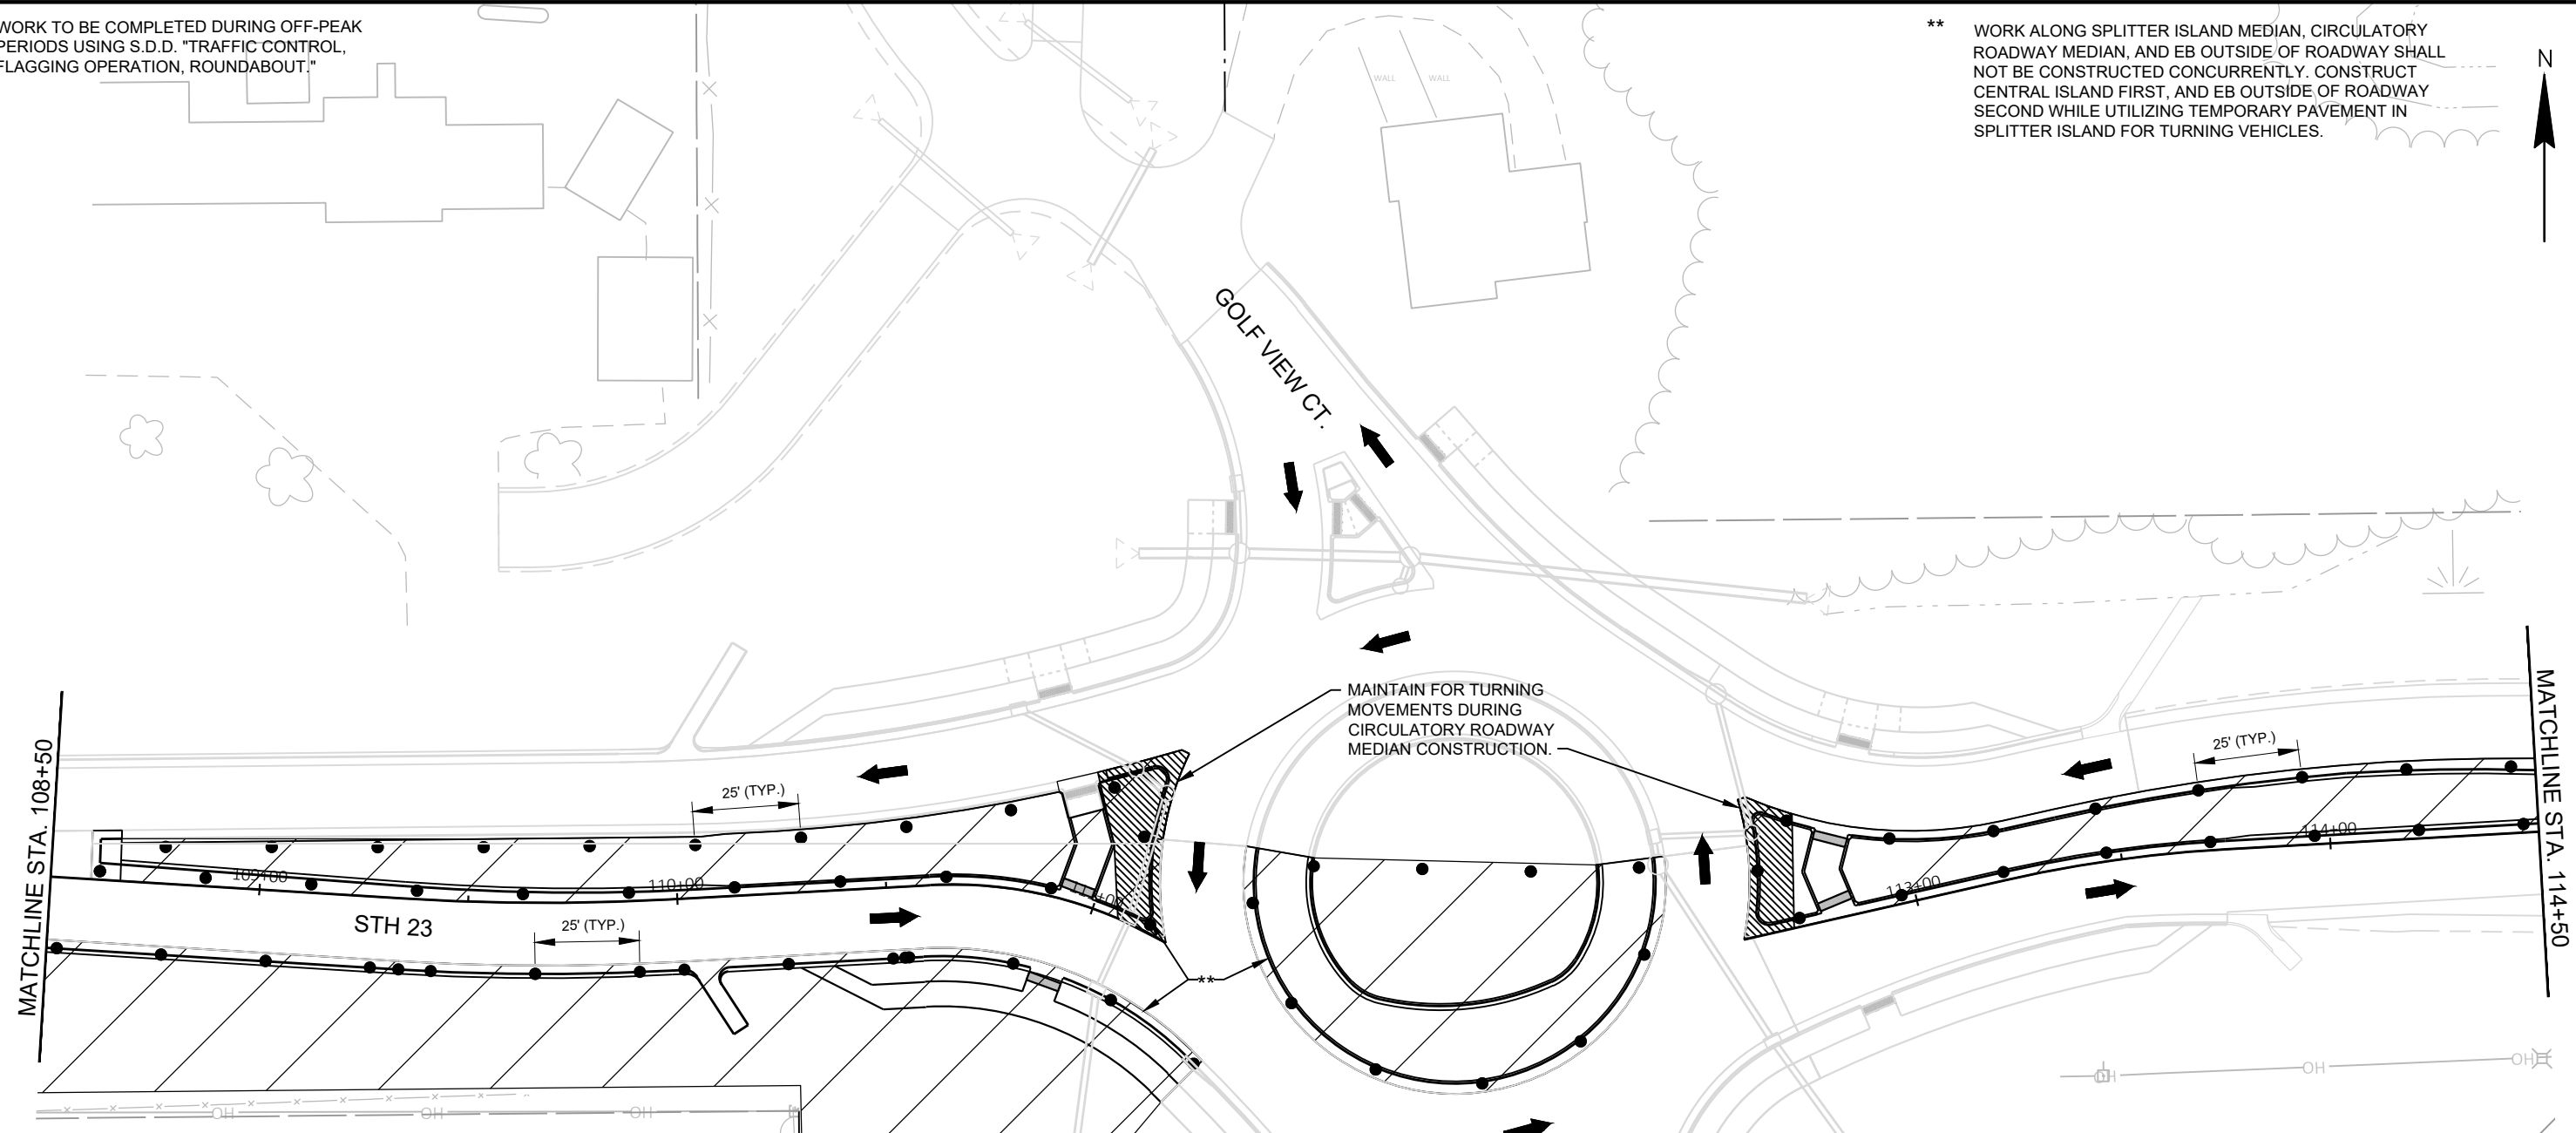 WORK TO BE COMPLETED DURING OFF-PEAK
PERIODS USING S.D.D. "TRAFFIC CONTROL,
FLAGGING OPERATION, ROUNDABOUT."
** WORK ALONG SPLITTER ISLAND MEDIAN, CIRCULATORY
ROADWAY MEDIAN, AND EB OUTSIDE OF ROADWAY SHALL
NOT BE CONSTRUCTED CONCURRENTLY. CONSTRUCT
CENTRAL ISLAND FIRST, AND EB OUTSIDE OF ROADWAY
SECOND WHILE UTILIZING TEMPORARY PAVEMENT IN
SPLITTER ISLAND FOR TURNING VEHICLES.
N
WALL
WALL
GOLF VIEW CT.
MAINTAIN FOR TURNING
MOVEMENTS DURING
CIRCULATORY ROADWAY
MEDIAN CONSTRUCTION.
MATCHLINE STA. 108+50
MATCHLINE STA. 114+50
25' (TYP.)
25' (TYP.)
25' (TYP.)
109+00
110+00
113+00
114+00
STH 23
**
OH
OH
OH
OH
OH
OH